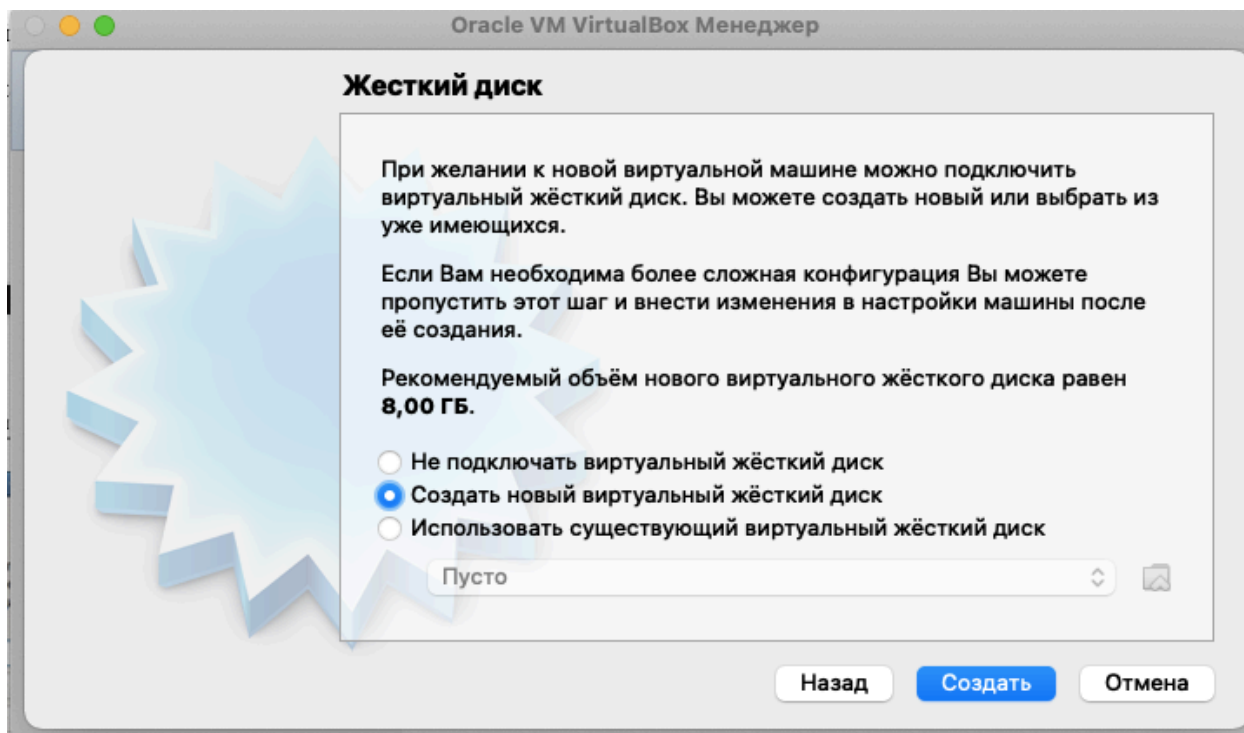 Oracle VM VirtualBox Менеджер
Жесткий диск
При желании к новой виртуальной машине можно подключить
виртуальный жёсткий диск. Вы можете создать новый или выбрать из
уже имеющихся.
Если Вам необходима более сложная конфигурация Вы можете
пропустить этот шаг и внести изменения в настройки машины после
её создания.
Рекомендуемый объём нового виртуального жёсткого диска равен
8,00 ГБ.
Не подключать виртуальный жёсткий диск
Создать новый виртуальный жёсткий диск
Использовать существующий виртуальный жёсткий диск
Пусто
Назад Создать Отмена